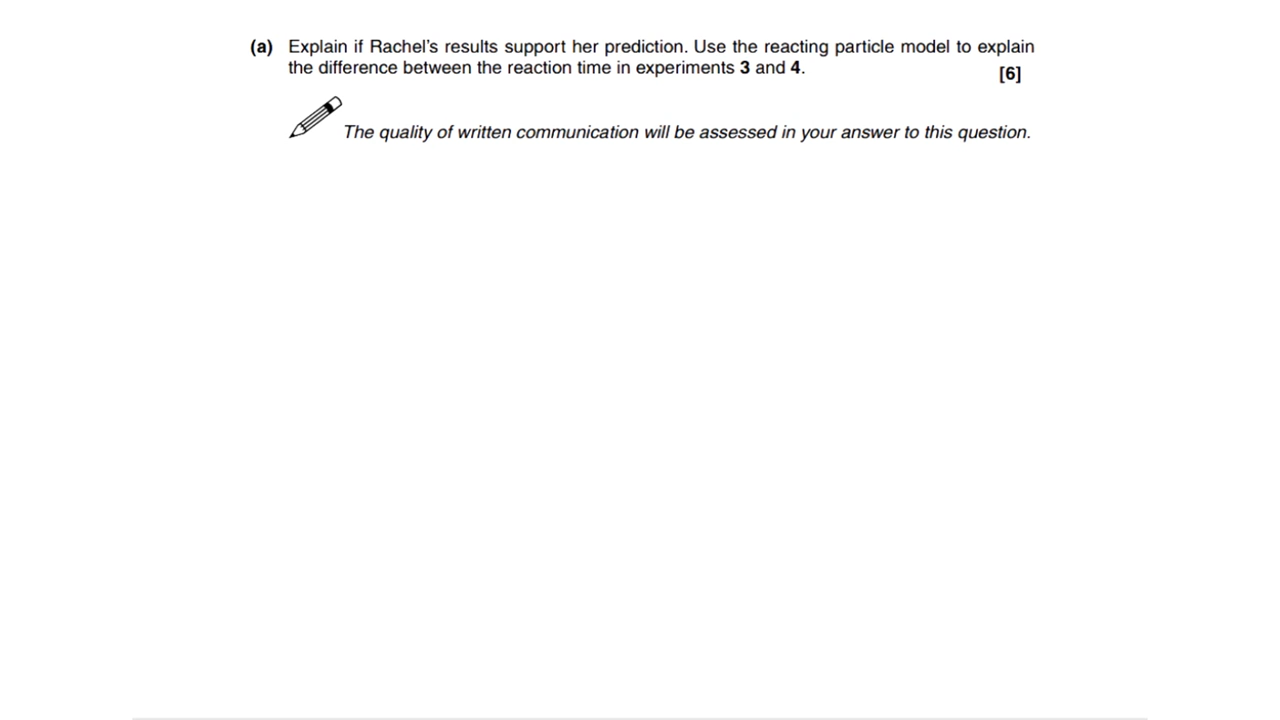 (a) Explain if Rachel's results support her prediction. Use the reacting particle model to explain
the difference between the reaction time in experiments 3 and 4.
[6]
The quality of written communication will be assessed in your answer to this question.